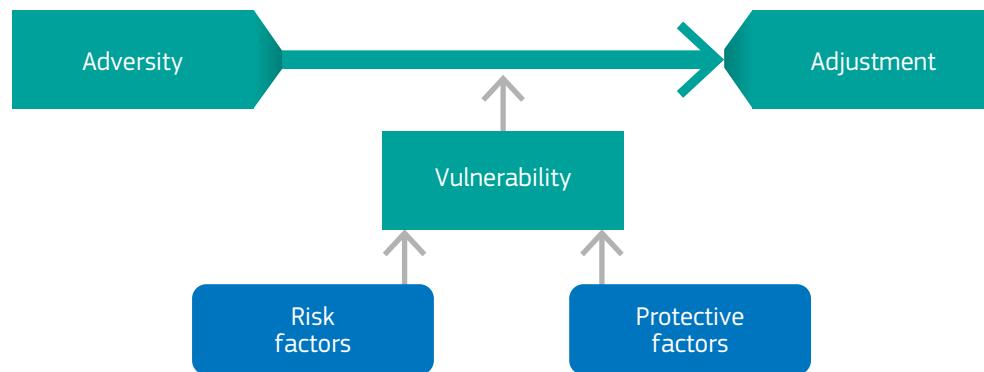 Adversity
Adjustment
Vulnerability
Risk
factors
Protective
factors